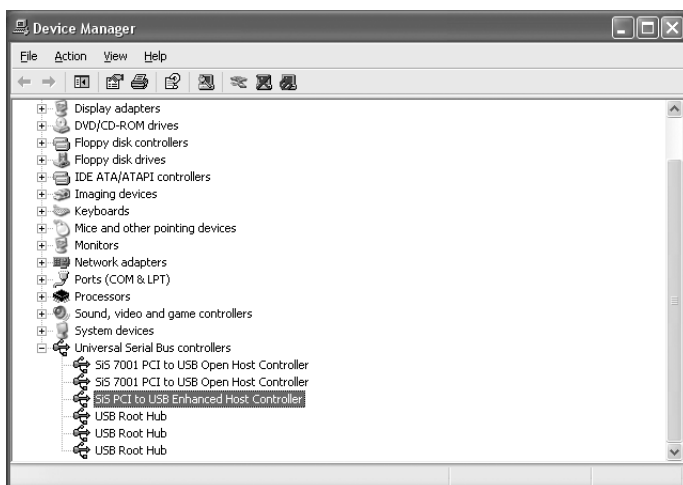 Device Manager
File Action View Help
Display adapters
DVD/CD-ROM drives
Floppy disk controllers
Floppy disk drives
IDE ATA/ATAPI controllers
Imaging devices
Keyboards
Mice and other pointing devices
Monitors
Network adapters
Ports (COM & LPT)
Processors
Sound, video and game controllers
System devices
Universal Serial Bus controllers
SiS 7001 PCI to USB Open Host Controller
SiS 7001 PCI to USB Open Host Controller
SiS PCI to USB Enhanced Host Controller
USB Root Hub
USB Root Hub
USB Root Hub